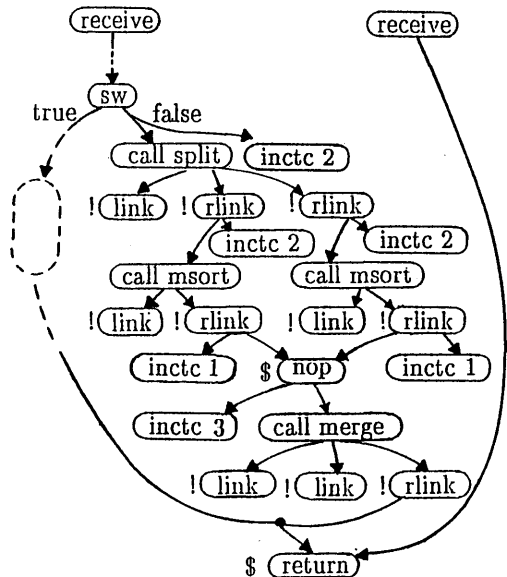 receive receive
sw
true false
call split inctc 2
! link ! rlink ! rlink
inctc 2 inctc 2
call msort call msort
! link ! rlink ! link ! rlink
inctc 1 $ nop inctc 1
inctc 3 call merge
! link ! link ! rlink
$ return